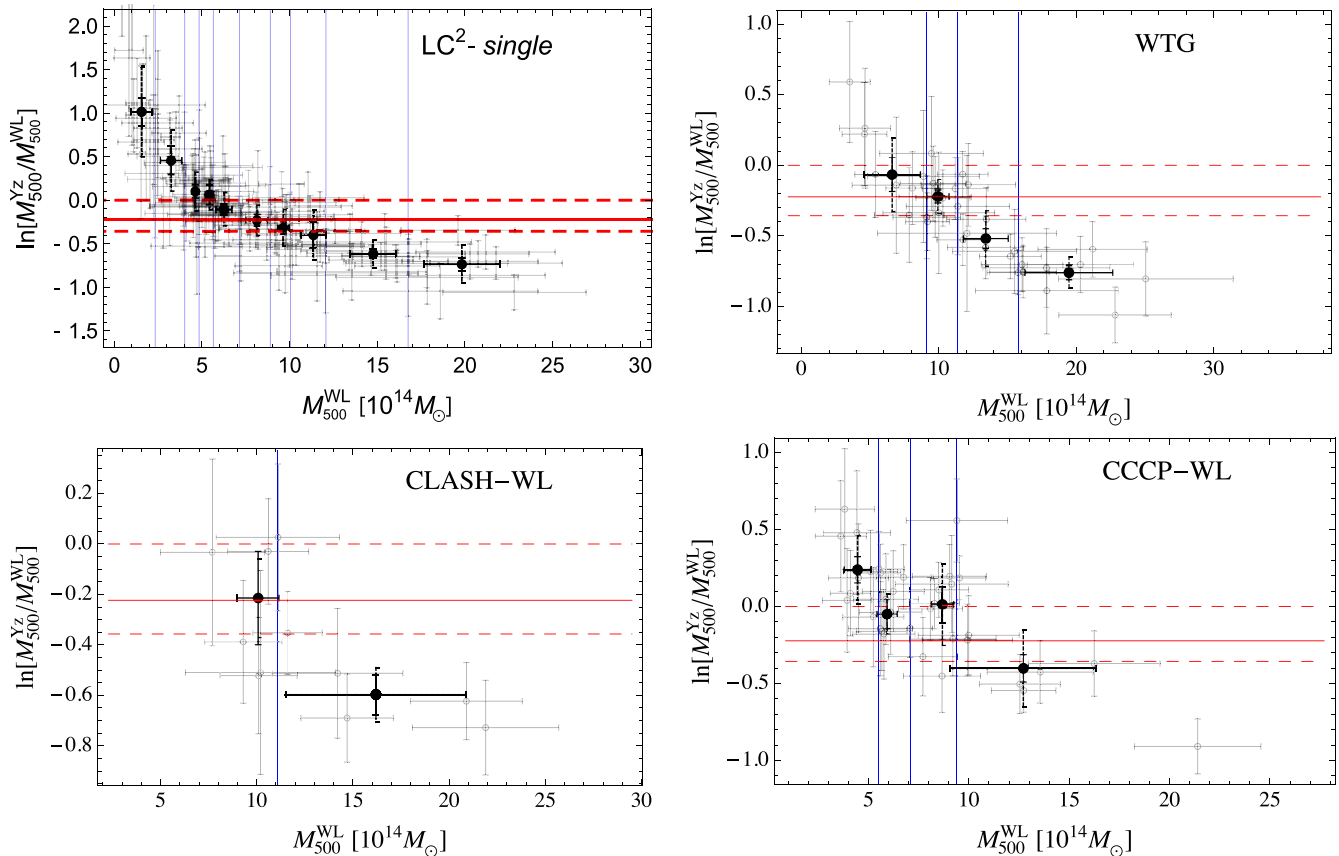 LC²- single
2.0
1.5
1.0
0.5
0.0
-0.5
- 1.0
-1.5
0 5 10 15 20 25 30
ln[M₅₀₀^Yz/M₅₀₀^WL]
M₅₀₀^WL [10¹⁴M☉]
WTG
1.0
0.5
0.0
−0.5
−1.0
0 10 20 30
ln[M₅₀₀^Yz/M₅₀₀^WL]
M₅₀₀^WL [10¹⁴M☉]
CLASH−WL
0.2
0.0
−0.2
−0.4
−0.6
−0.8
5 10 15 20 25 30
ln[M₅₀₀^Yz/M₅₀₀^WL]
M₅₀₀^WL [10¹⁴M☉]
CCCP−WL
1.0
0.5
0.0
−0.5
−1.0
5 10 15 20 25
ln[M₅₀₀^Yz/M₅₀₀^WL]
M₅₀₀^WL [10¹⁴M☉]